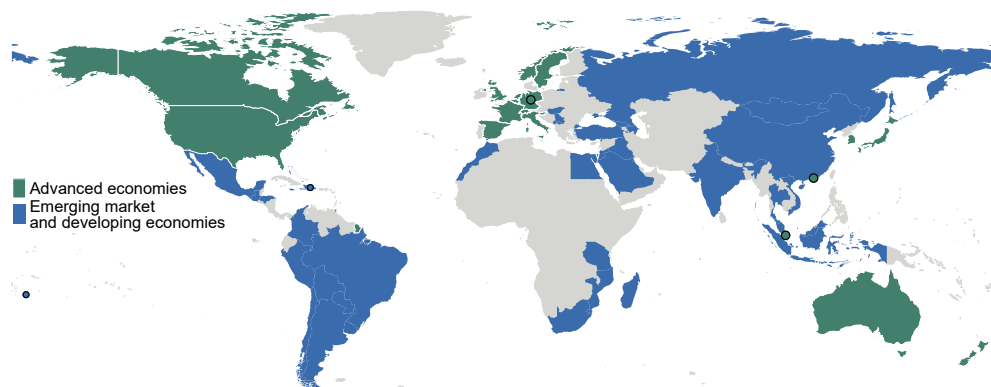 Advanced economies
Emerging market
and developing economies